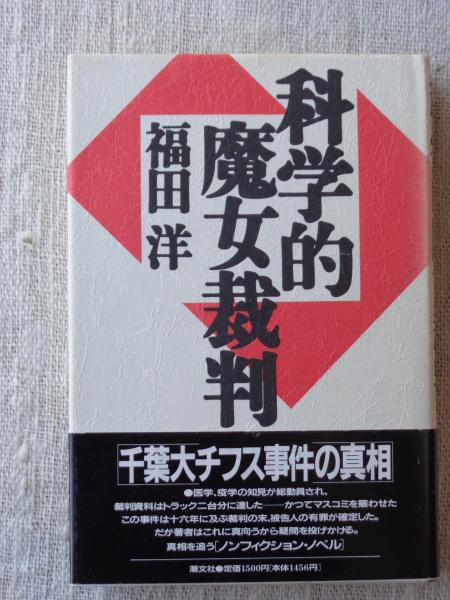 科学的
魔女裁判
福田洋
千葉大チフス事件の真相
●医学、疫学の知見が総動員され、
裁判資料はトラック二台分に達した――かつてマスコミを賑わせた
この事件は十六年に及ぶ裁判の末、被告人の有罪が確定した。
だが著者はこれに真向うから疑問を投げかける。
真相を追う[ノンフィクション・ノベル]
潮文社●定価1500円[本体1456円]